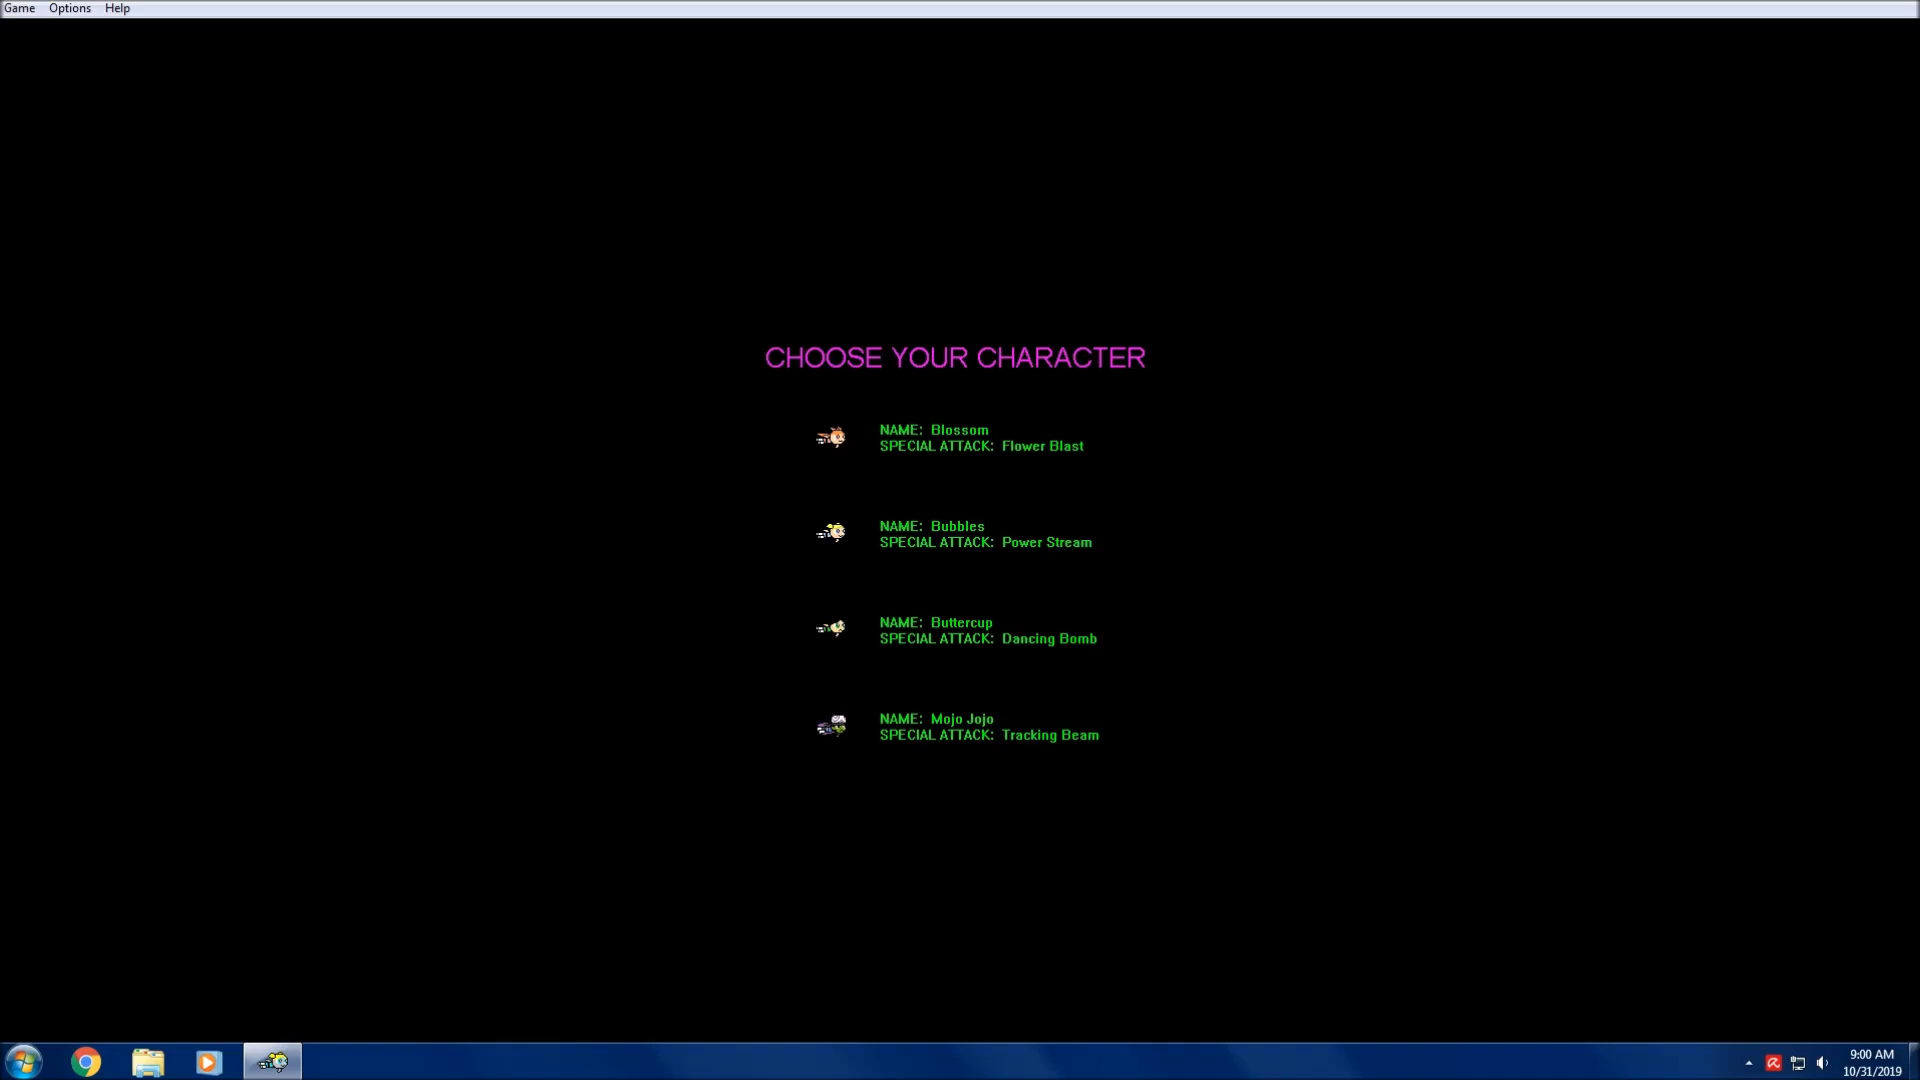 Game Options Help
CHOOSE YOUR CHARACTER
NAME: Blossom
SPECIAL ATTACK: Flower Blast
NAME: Bubbles
SPECIAL ATTACK: Power Stream
NAME: Buttercup
SPECIAL ATTACK: Dancing Bomb
NAME: Mojo Jojo
SPECIAL ATTACK: Tracking Beam
9:00 AM
10/31/2019